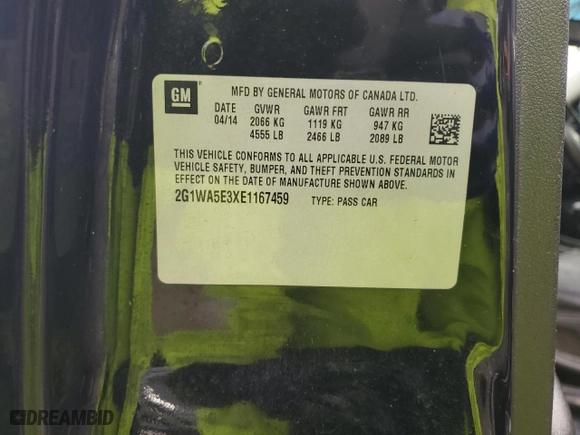 GM
MFD BY GENERAL MOTORS OF CANADA LTD.
DATE GVWR GAWR FRT GAWR RR
04/14 2066 KG 1119 KG 947 KG
4555 LB 2466 LB 2089 LB
THIS VEHICLE CONFORMS TO ALL APPLICABLE U.S. FEDERAL MOTOR
VEHICLE SAFETY, BUMPER, AND THEFT PREVENTION STANDARDS IN
EFFECT ON THE DATE OF MANUFACTURE SHOWN ABOVE.
2G1WA5E3XE1167459 TYPE: PASS CAR
DREAMBID